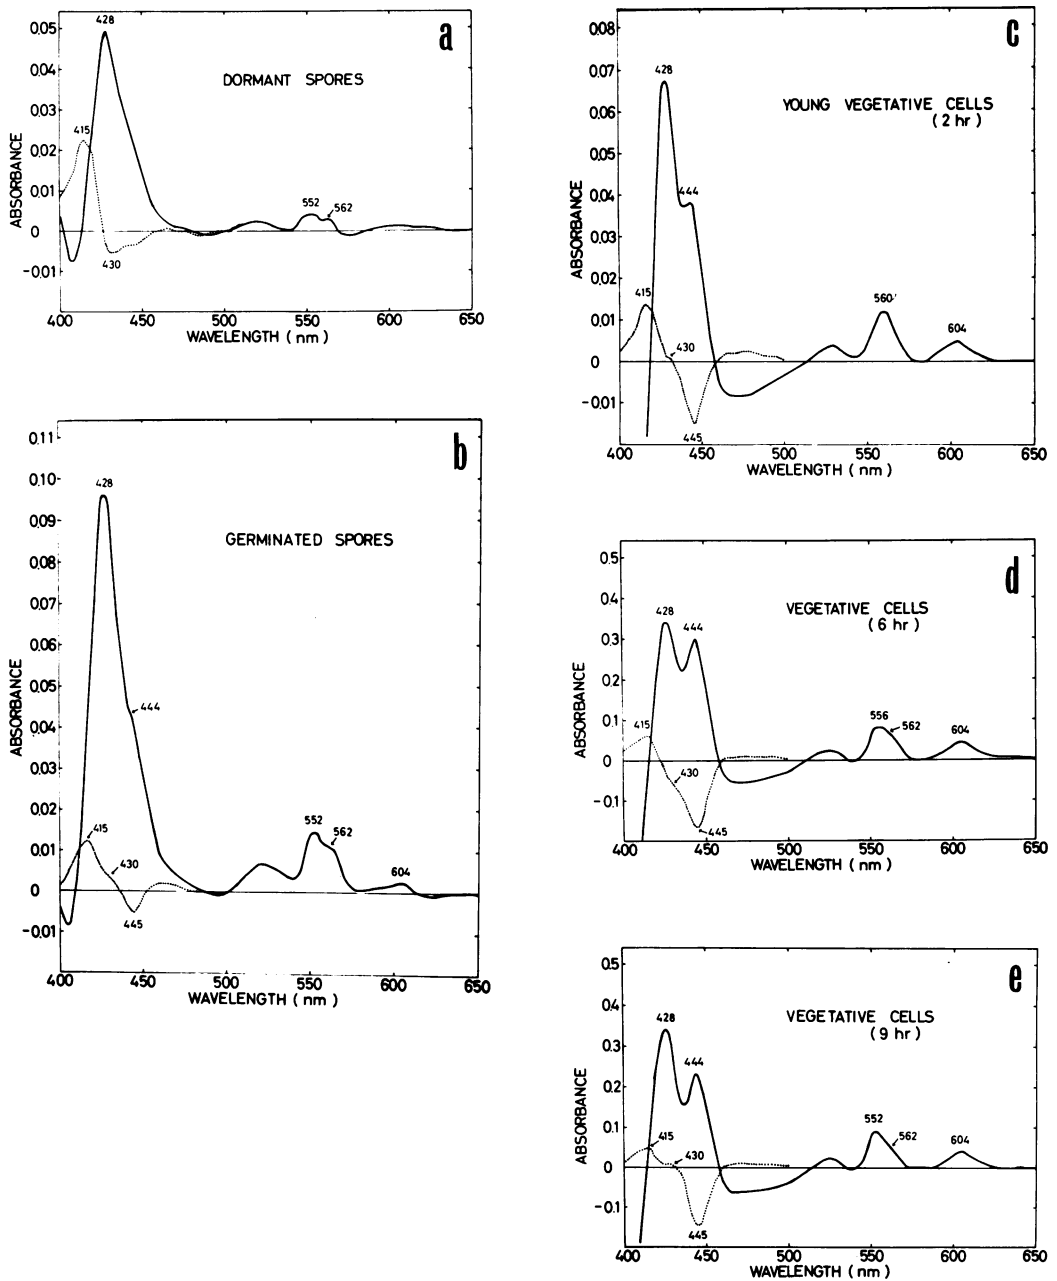 a
DORMANT SPORES
ABSORBANCE
0.05
0.04
0.03
0.02
0.01
0
-0.01
428
415
430
552
562
400 450 500 550 600 650
WAVELENGTH ( nm )
b
GERMINATED SPORES
ABSORBANCE
0.11
0.10
0.09
0.08
0.07
0.06
0.05
0.04
0.03
0.02
0.01
0
-0.01
428
444
415
430
445
552
562
604
400 450 500 550 600 650
WAVELENGTH ( nm )
c
YOUNG VEGETATIVE CELLS
( 2 hr )
ABSORBANCE
0.08
0.07
0.06
0.05
0.04
0.03
0.02
0.01
0
-0.01
428
444
415
430
445
560
604
400 450 500 550 600 650
WAVELENGTH ( nm )
d
VEGETATIVE CELLS
( 6 hr )
ABSORBANCE
0.5
0.4
0.3
0.2
0.1
0
-0.1
428
444
415
430
445
556
562
604
400 450 500 550 600 650
WAVELENGTH ( nm )
e
VEGETATIVE CELLS
( 9 hr )
ABSORBANCE
0.5
0.4
0.3
0.2
0.1
0
-0.1
428
444
415
430
445
552
562
604
400 450 500 550 600 650
WAVELENGTH ( nm )